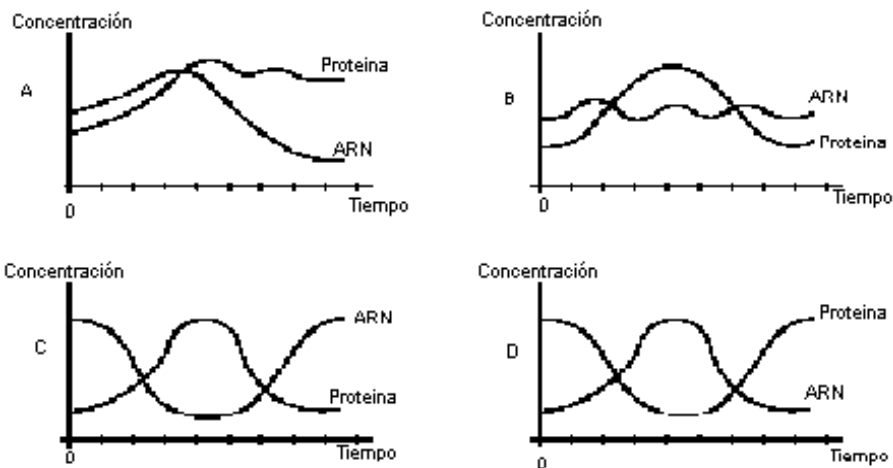 Concentración
Proteina
A
ARN
0
Tiempo
Concentración
B
ARN
Proteina
0
Tiempo
Concentración
ARN
C
Proteina
0
Tiempo
Concentración
Proteina
D
ARN
0
Tiempo